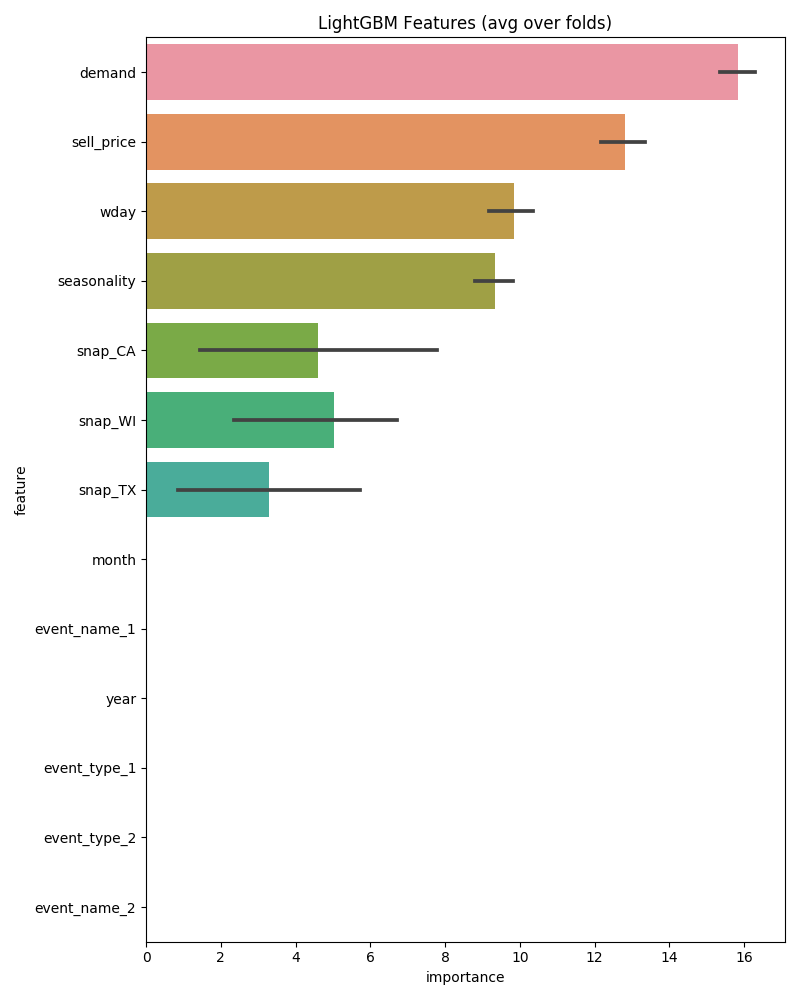 LightGBM Features (avg over folds)
demand
sell_price
wday
seasonality
snap_CA
snap_WI
snap_TX
month
event_name_1
year
event_type_1
event_type_2
event_name_2
feature
0 2 4 6 8 10 12 14 16
importance